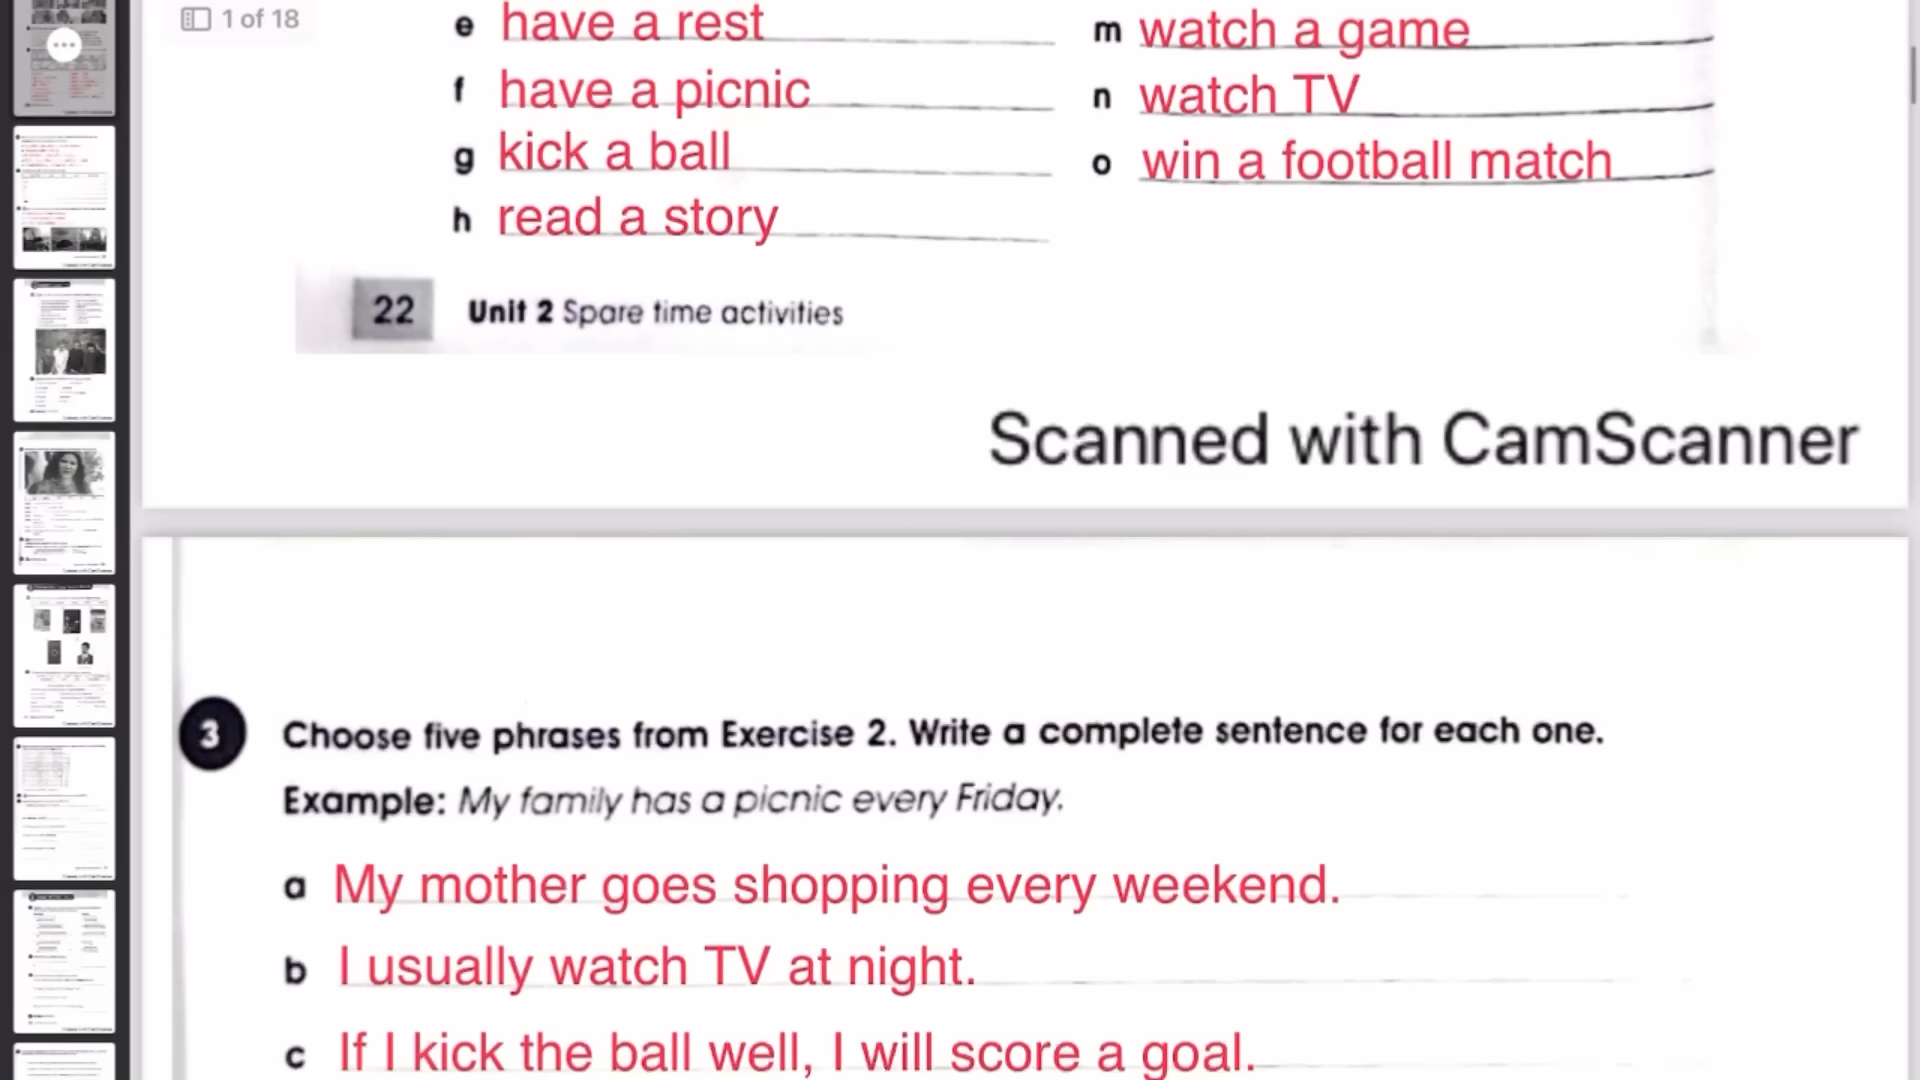 1 of 18
e have a rest
f have a picnic
g kick a ball
h read a story
m watch a game
n watch TV
o win a football match
22 Unit 2 Spare time activities
Scanned with CamScanner
3 Choose five phrases from Exercise 2. Write a complete sentence for each one.
Example: My family has a picnic every Friday.
a My mother goes shopping every weekend.
b I usually watch TV at night.
c If I kick the ball well, I will score a goal.